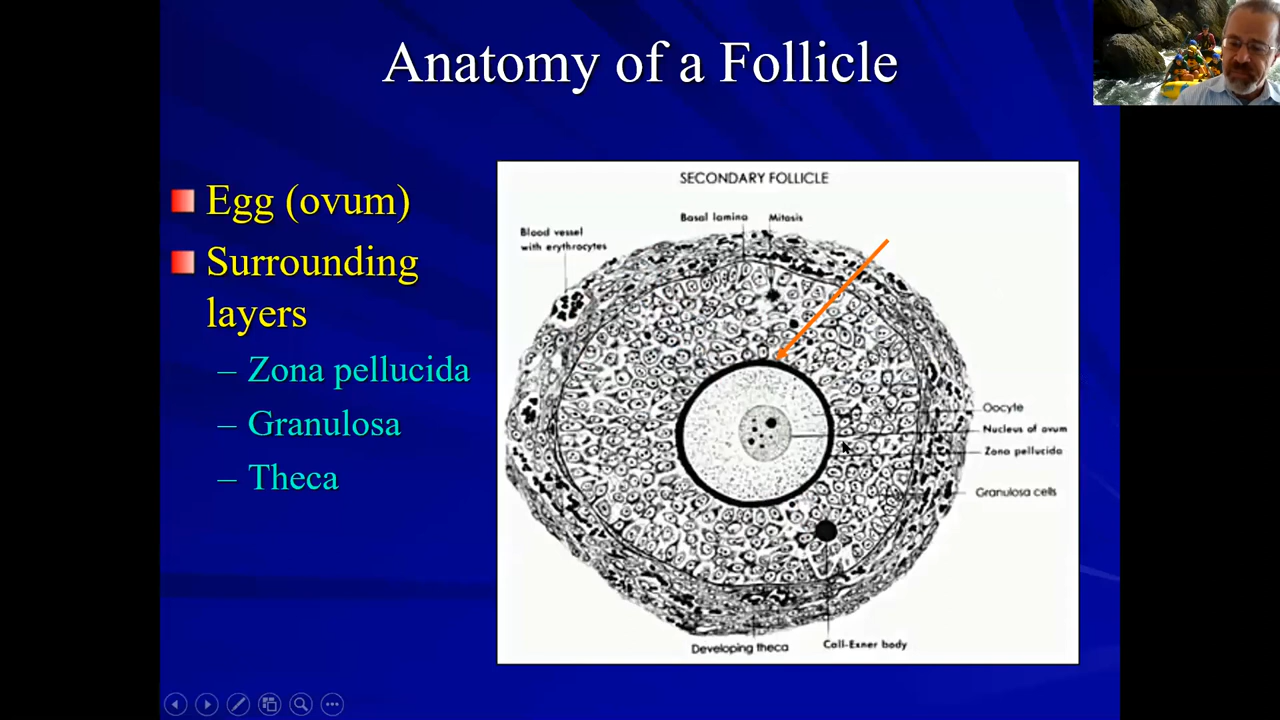 Anatomy of a Follicle
Egg (ovum)
Surrounding
layers
– Zona pellucida
– Granulosa
– Theca
SECONDARY FOLLICLE
Basal lamina
Mitosis
Blood vessel
with erythrocytes
Oocyte
Nucleus of ovum
Zona pellucida
Granulosa cells
Developing theca
Call-Exner body